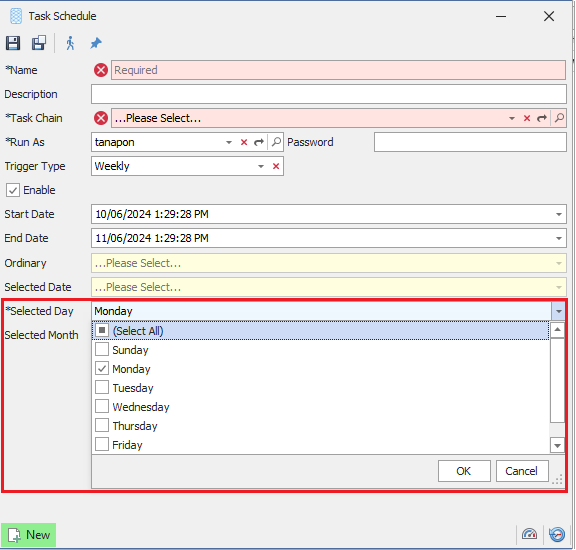 Task Schedule
*Name Required
Description
*Task Chain ...Please Select...
*Run As tanapon Password
Trigger Type Weekly
Enable
Start Date 10/06/2024 1:29:28 PM
End Date 11/06/2024 1:29:28 PM
Ordinary ...Please Select...
Selected Date ...Please Select...
*Selected Day Monday
Selected Month (Select All)
Sunday
Monday
Tuesday
Wednesday
Thursday
Friday
OK Cancel
New